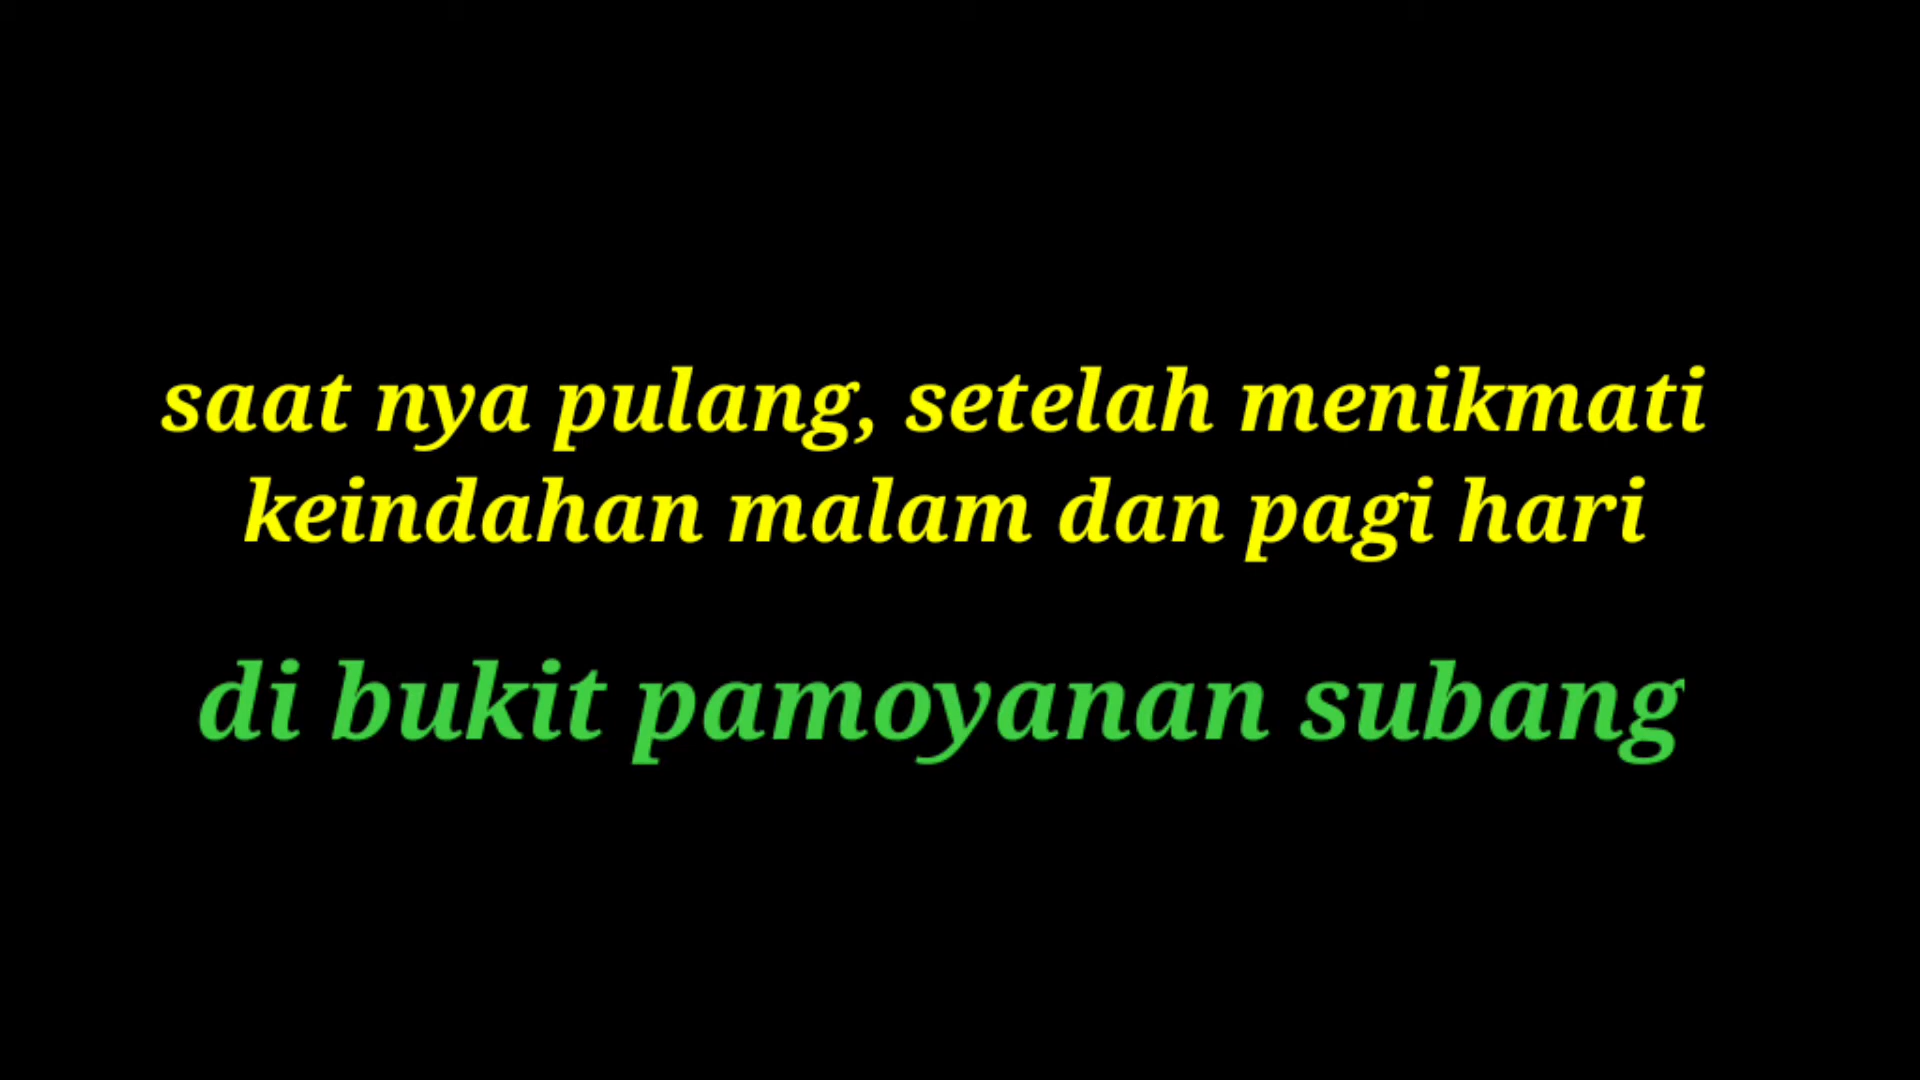 saat nya pulang, setelah menikmati
keindahan malam dan pagi hari
di bukit pamoyanan subang